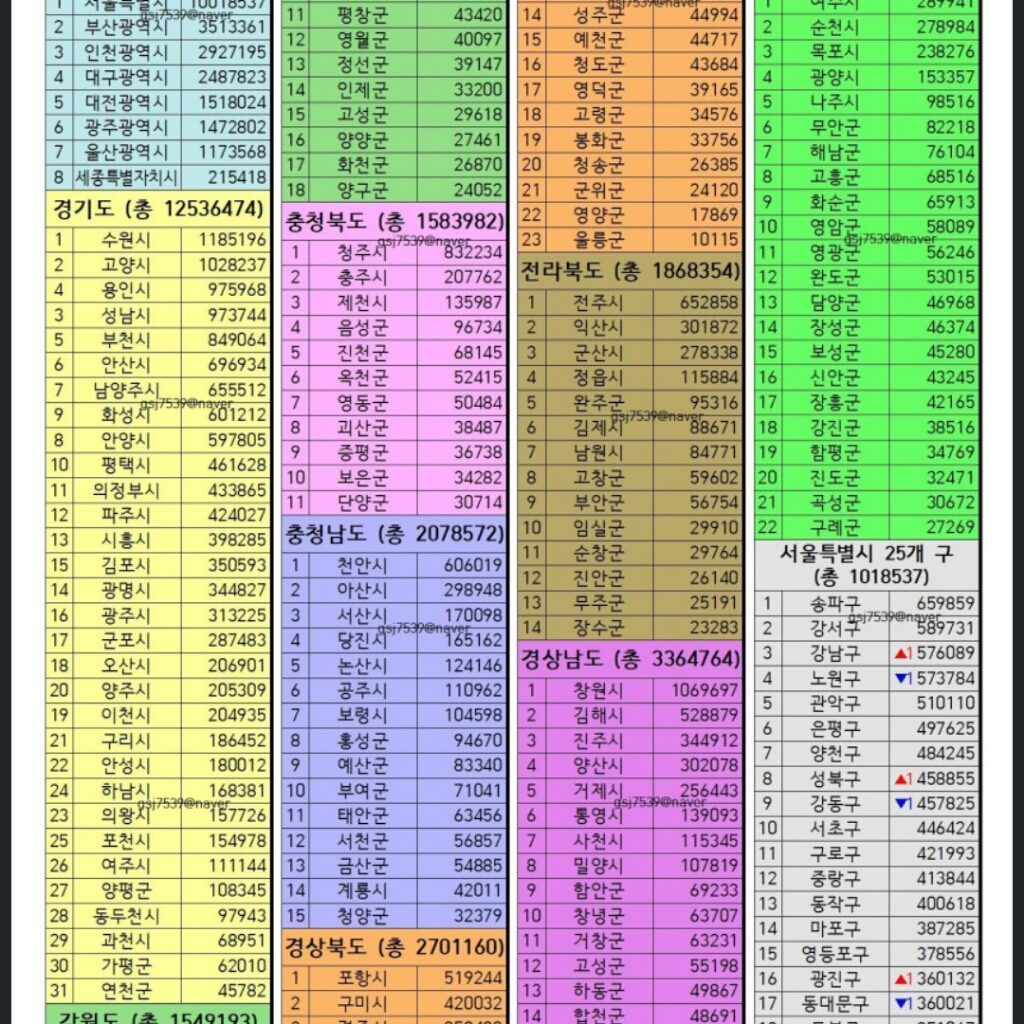 1 서울특별시 10018537
gsj7539@naver
2 부산광역시 3513361
3 인천광역시 2927195
4 대구광역시 2487823
5 대전광역시 1518024
6 광주광역시 1472802
7 울산광역시 1173568
8 세종특별자치시 215418
경기도 (총 12536474)
1 수원시 1185196
2 고양시 1028237
4 용인시 975968
3 성남시 973744
5 부천시 849064
6 안산시 696934
7 남양주시 655512
gsj7539@naver
9 화성시 601212
8 안양시 597805
10 평택시 461628
11 의정부시 433865
12 파주시 424027
13 시흥시 398285
15 김포시 350593
14 광명시 344827
16 광주시 313225
17 군포시 287483
18 오산시 206901
20 양주시 205309
19 이천시 204935
21 구리시 186452
22 안성시 180012
24 하남시 168381
gsj7539@naver
23 의왕시 157726
25 포천시 154978
26 여주시 111144
27 양평군 108345
28 동두천시 97943
29 과천시 68951
30 가평군 62010
31 연천군 45782
강원도 (총 1549193)
11 평창군 43420
12 영월군 40097
13 정선군 39147
14 인제군 33200
15 고성군 29618
16 양양군 27461
17 화천군 26870
18 양구군 24052
충청북도 (총 1583982)
gsj7539@naver
1 청주시 832234
2 충주시 207762
3 제천시 135987
4 음성군 96734
5 진천군 68145
6 옥천군 52415
7 영동군 50484
8 괴산군 38487
9 증평군 36738
10 보은군 34282
11 단양군 30714
충청남도 (총 2078572)
1 천안시 606019
2 아산시 298948
3 서산시 170098
gsj7539@naver
4 당진시 165162
5 논산시 124146
6 공주시 110962
7 보령시 104598
8 홍성군 94670
9 예산군 83340
10 부여군 71041
11 태안군 63456
12 서천군 56857
13 금산군 54885
14 계룡시 42011
15 청양군 32379
경상북도 (총 2701160)
1 포항시 519244
2 구미시 420032
gsj7539@naver
14 성주군 44994
15 예천군 44717
16 청도군 43684
17 영덕군 39165
18 고령군 34576
19 봉화군 33756
20 청송군 26385
21 군위군 24120
22 영양군 17869
23 울릉군 10115
전라북도 (총 1868354)
1 전주시 652858
2 익산시 301872
3 군산시 278338
4 정읍시 115884
5 완주군 95316
gsj7539@naver
6 김제시 88671
7 남원시 84771
8 고창군 59602
9 부안군 56754
10 임실군 29910
11 순창군 29764
12 진안군 26140
13 무주군 25191
14 장수군 23283
경상남도 (총 3364764)
1 창원시 1069697
2 김해시 528879
3 진주시 344912
4 양산시 302078
5 거제시 256443
gsj7539@naver
6 통영시 139093
7 사천시 115345
8 밀양시 107819
9 함안군 69233
10 창녕군 63707
11 거창군 63231
12 고성군 55198
13 하동군 49867
14 합천군 48691
1 여수시 289941
2 순천시 278984
3 목포시 238276
4 광양시 153357
5 나주시 98516
6 무안군 82218
7 해남군 76104
8 고흥군 68516
9 화순군 65913
10 영암군 58089
gsj7539@naver
11 영광군 56246
12 완도군 53015
13 담양군 46968
14 장성군 46374
15 보성군 45280
16 신안군 43245
17 장흥군 42165
18 강진군 38516
19 함평군 34769
20 진도군 32471
21 곡성군 30672
22 구례군 27269
서울특별시 25개 구
(총 1018537)
1 송파구 659859
gsj7539@naver
2 강서구 589731
3 강남구 ▲1 576089
4 노원구 ▼1 573784
5 관악구 510110
6 은평구 497625
7 양천구 484245
8 성북구 ▲1 458855
9 강동구 ▼1 457825
10 서초구 446424
11 구로구 421993
12 중랑구 413844
13 동작구 400618
14 마포구 387285
15 영등포구 378556
16 광진구 ▲1 360132
17 동대문구 ▼1 360021